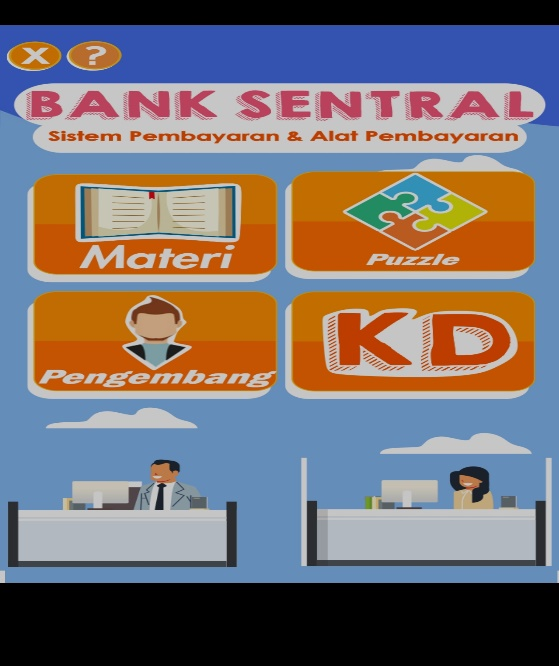 X ?
BANK SENTRAL
Sistem Pembayaran & Alat Pembayaran
Materi
Puzzle
Pengembang
KD